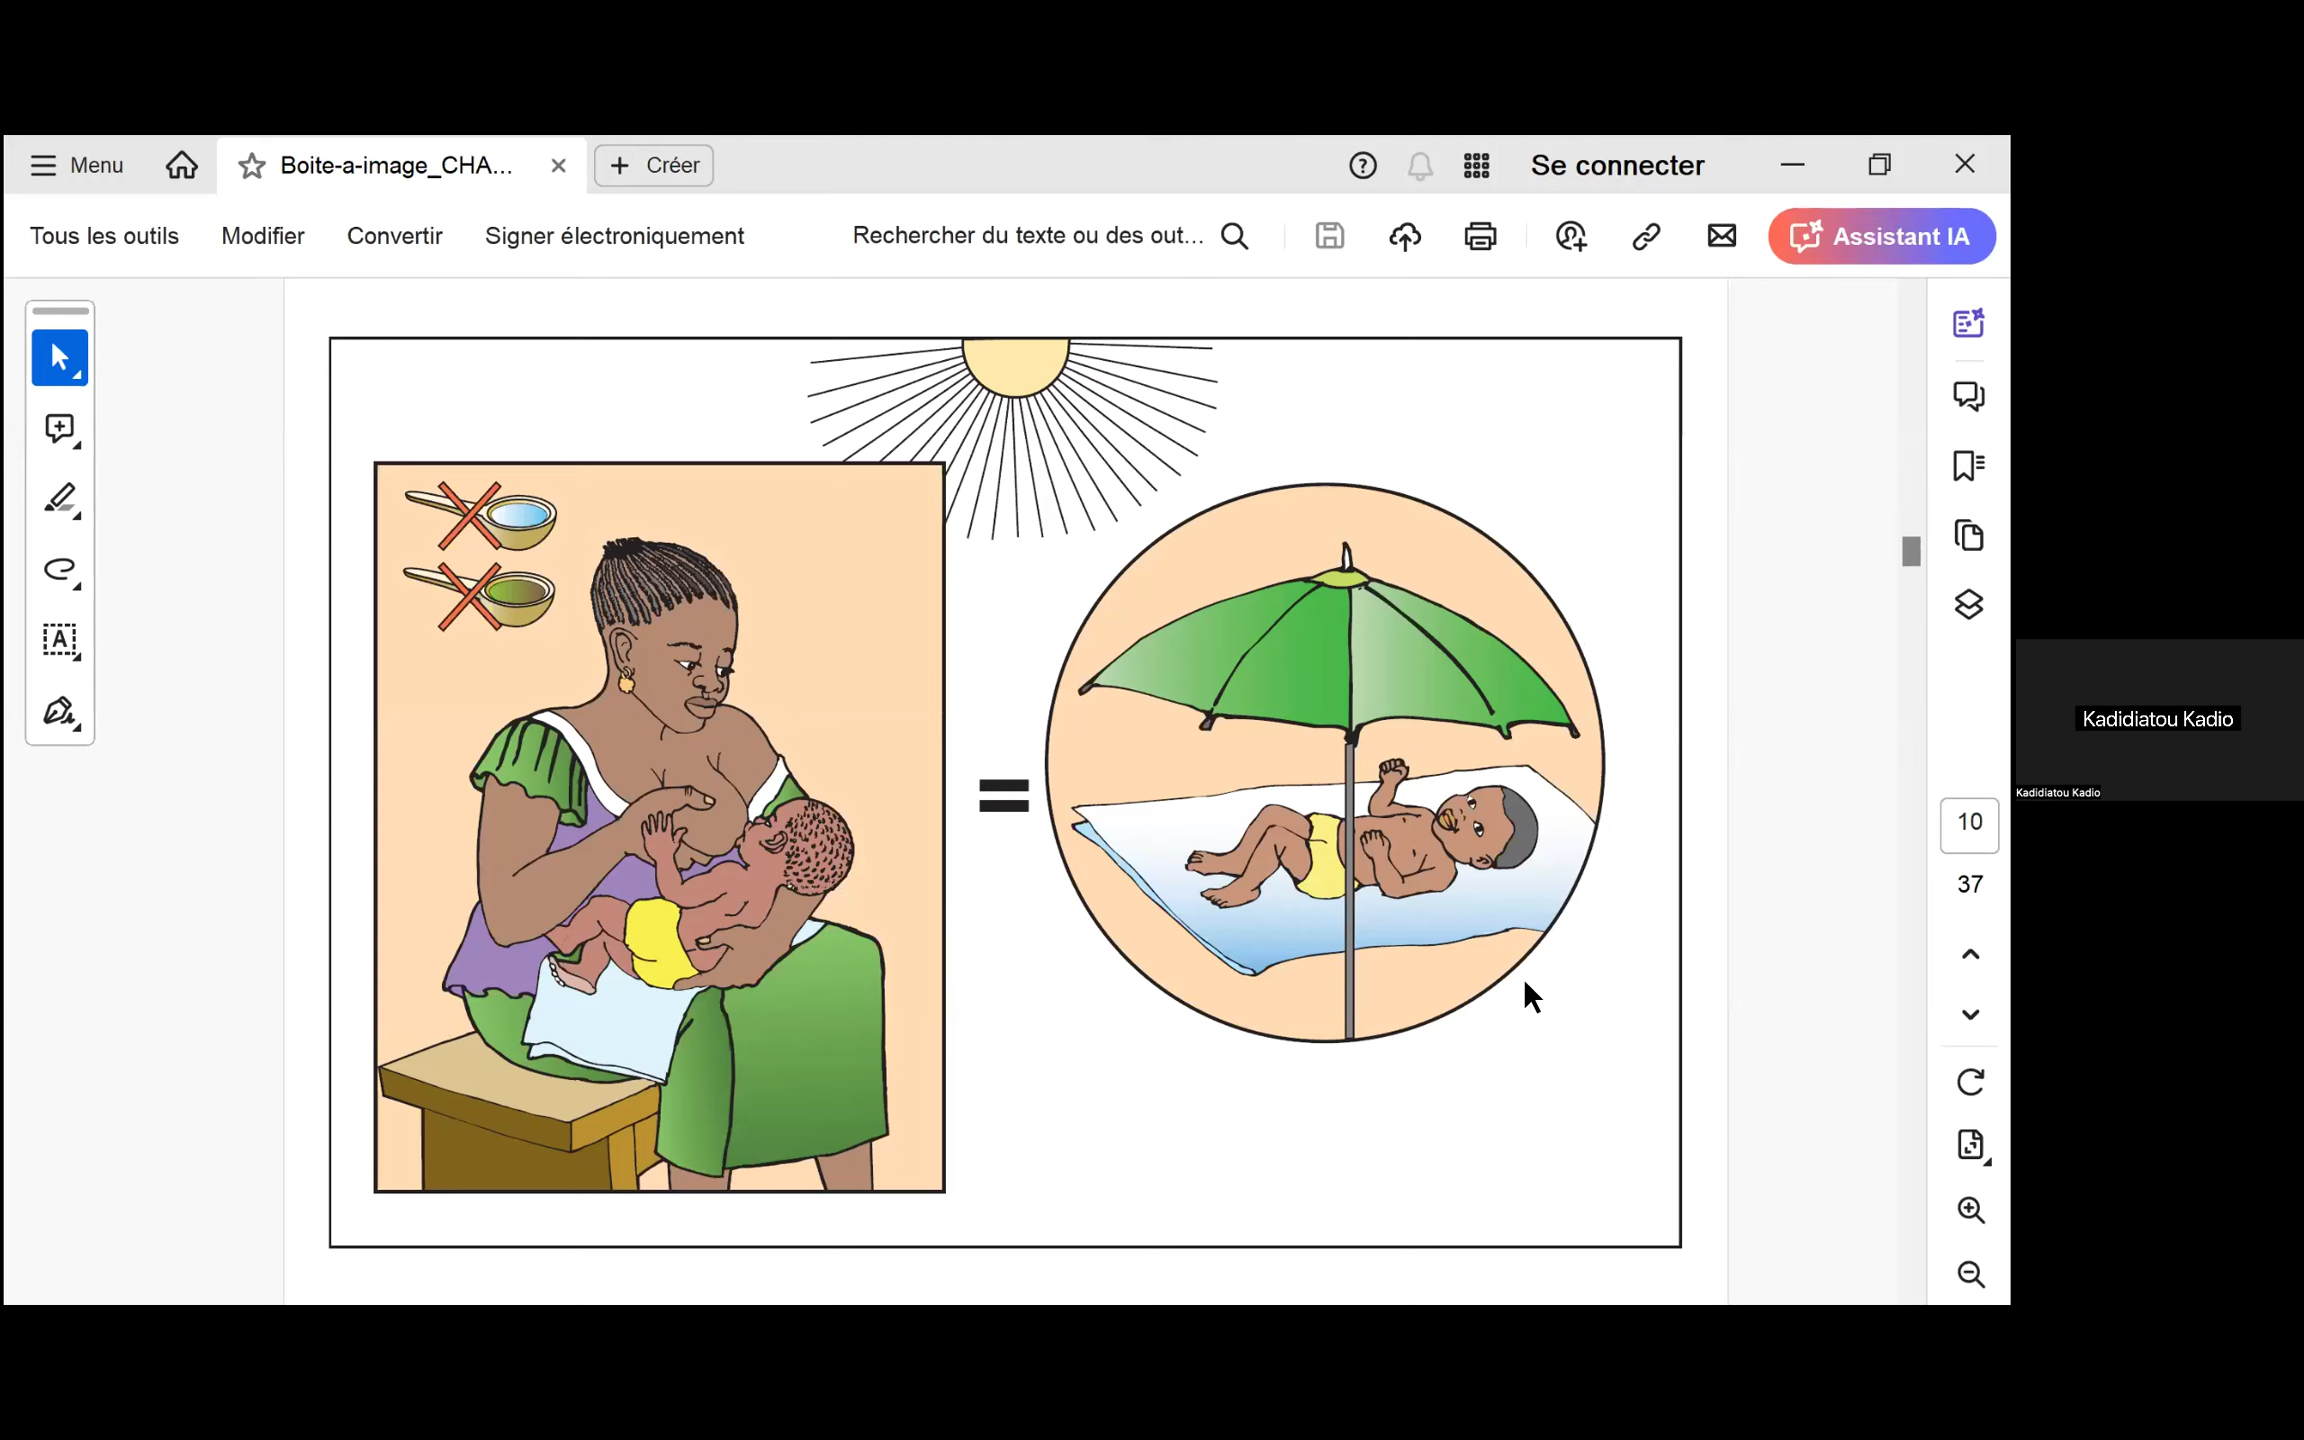 Menu
Boite-a-image_CHA...
Créer
Se connecter
Tous les outils
Modifier
Convertir
Signer électroniquement
Rechercher du texte ou des out...
Assistant IA
A
10
37
Kadidiatou Kadio
Kadidiatou Kadio